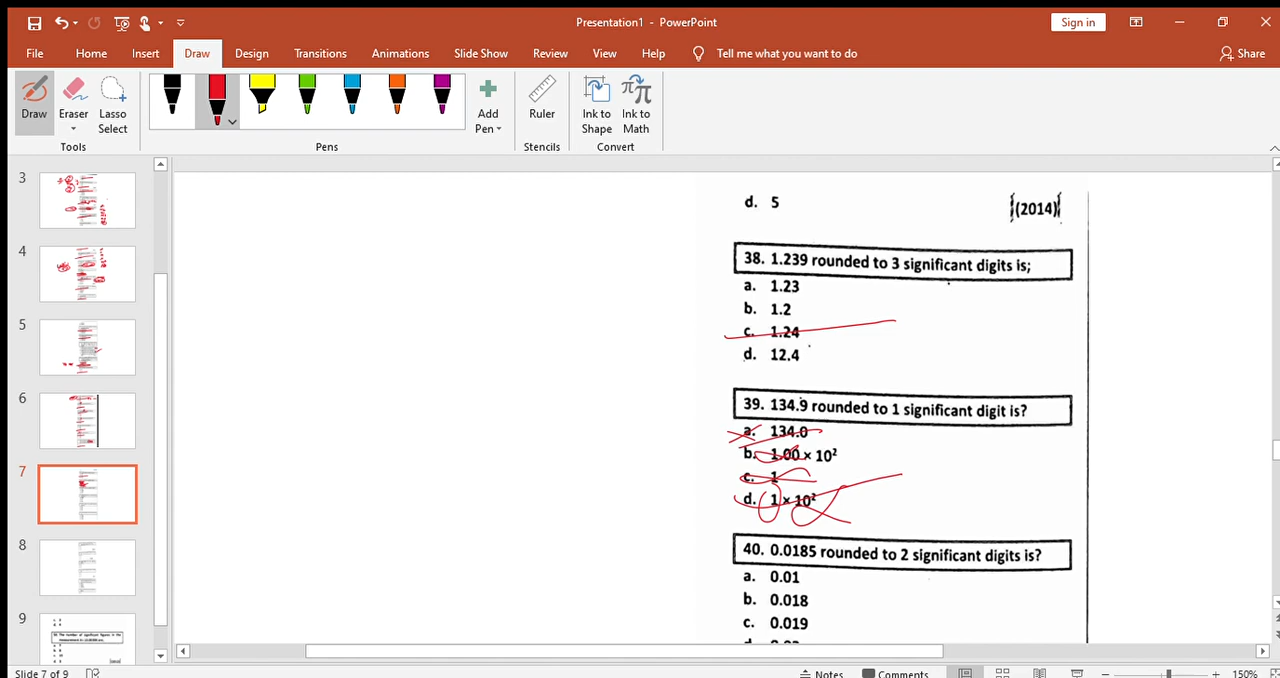 Presentation1 - PowerPoint
Sign in
File Home Insert Draw Design Transitions Animations Slide Show Review View Help Tell me what you want to do Share
Draw
Eraser
Lasso Select
Add Pen
Ruler
Ink to Shape
Ink to Math
Tools
Pens
Stencils
Convert
3
4
5
6
7
8
9
d. 5
(2014)
38. 1.239 rounded to 3 significant digits is;
a. 1.23
b. 1.2
c. 1.24
d. 12.4
39. 134.9 rounded to 1 significant digit is?
a. 134.0
b. 1.00 × 10²
c. 1
d. 1 × 10²
40. 0.0185 rounded to 2 significant digits is?
a. 0.01
b. 0.018
c. 0.019
Slide 7 of 9
Notes
Comments
150%